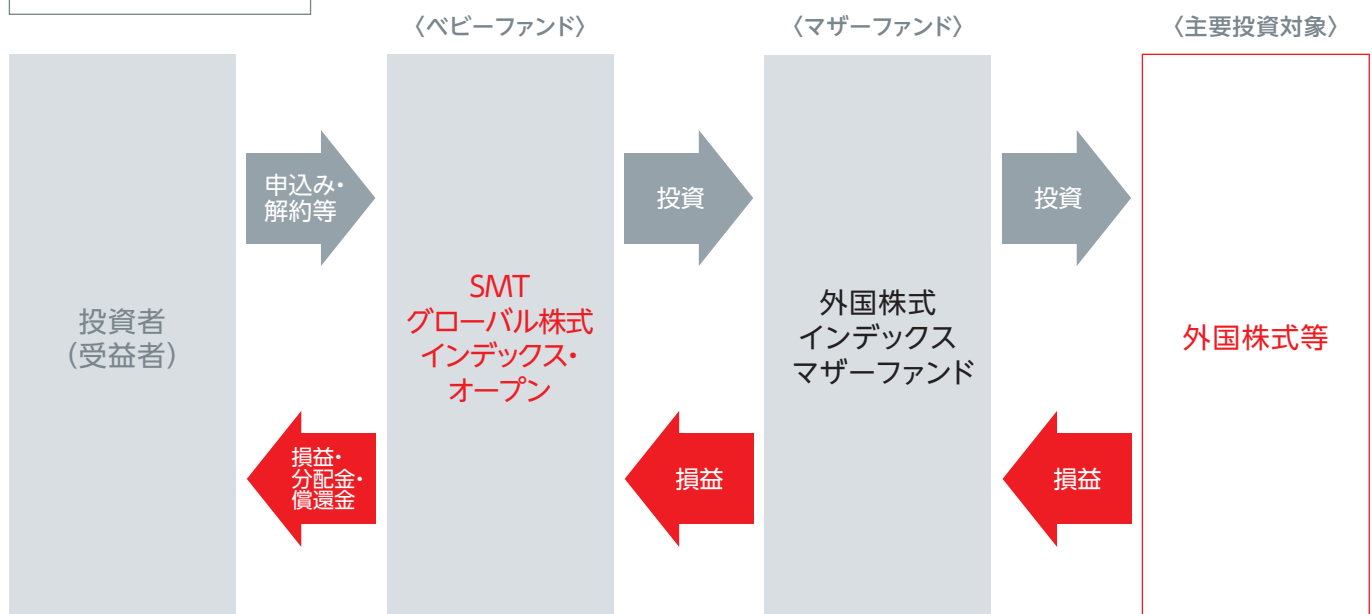 〈ベビーファンド〉
〈マザーファンド〉
〈主要投資対象〉
申込み・
解約等
投資
投資
投資者
(受益者)
SMT
グローバル株式
インデックス・
オープン
外国株式
インデックス
マザーファンド
外国株式等
損益・
分配金・
償還金
損益
損益